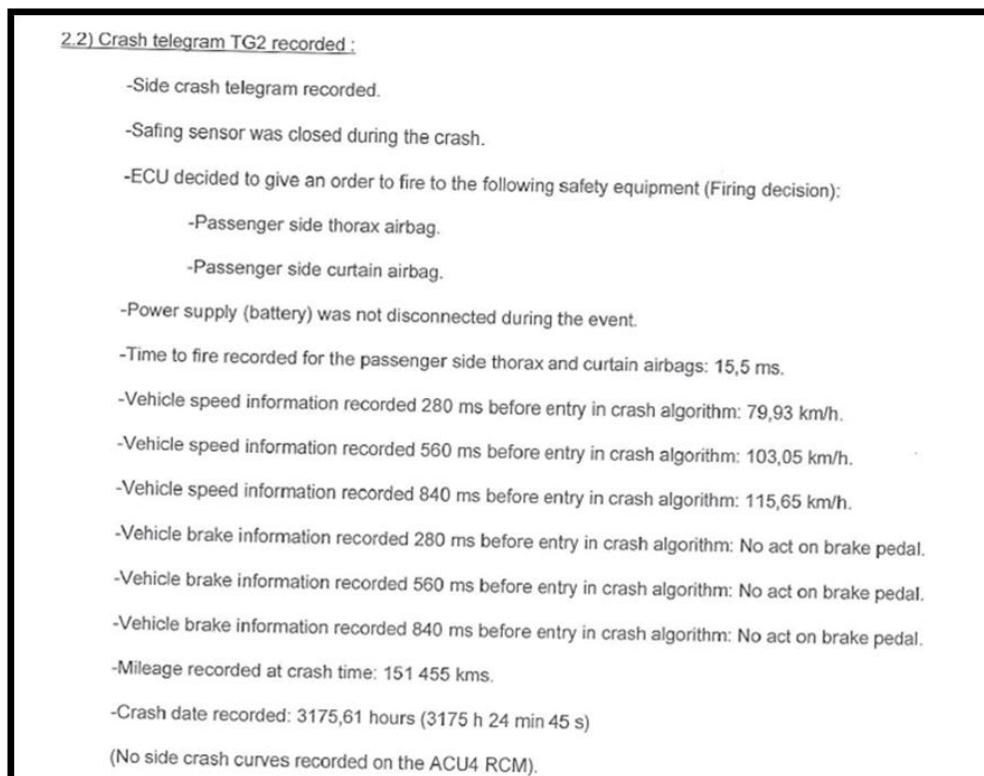 2.2) Crash telegram TG2 recorded :
-Side crash telegram recorded.
-Safing sensor was closed during the crash.
-ECU decided to give an order to fire to the following safety equipment (Firing decision):
-Passenger side thorax airbag.
-Passenger side curtain airbag.
-Power supply (battery) was not disconnected during the event.
-Time to fire recorded for the passenger side thorax and curtain airbags: 15,5 ms.
-Vehicle speed information recorded 280 ms before entry in crash algorithm: 79,93 km/h.
-Vehicle speed information recorded 560 ms before entry in crash algorithm: 103,05 km/h.
-Vehicle speed information recorded 840 ms before entry in crash algorithm: 115,65 km/h.
-Vehicle brake information recorded 280 ms before entry in crash algorithm: No act on brake pedal.
-Vehicle brake information recorded 560 ms before entry in crash algorithm: No act on brake pedal.
-Vehicle brake information recorded 840 ms before entry in crash algorithm: No act on brake pedal.
-Mileage recorded at crash time: 151 455 kms.
-Crash date recorded: 3175,61 hours (3175 h 24 min 45 s)
(No side crash curves recorded on the ACU4 RCM).